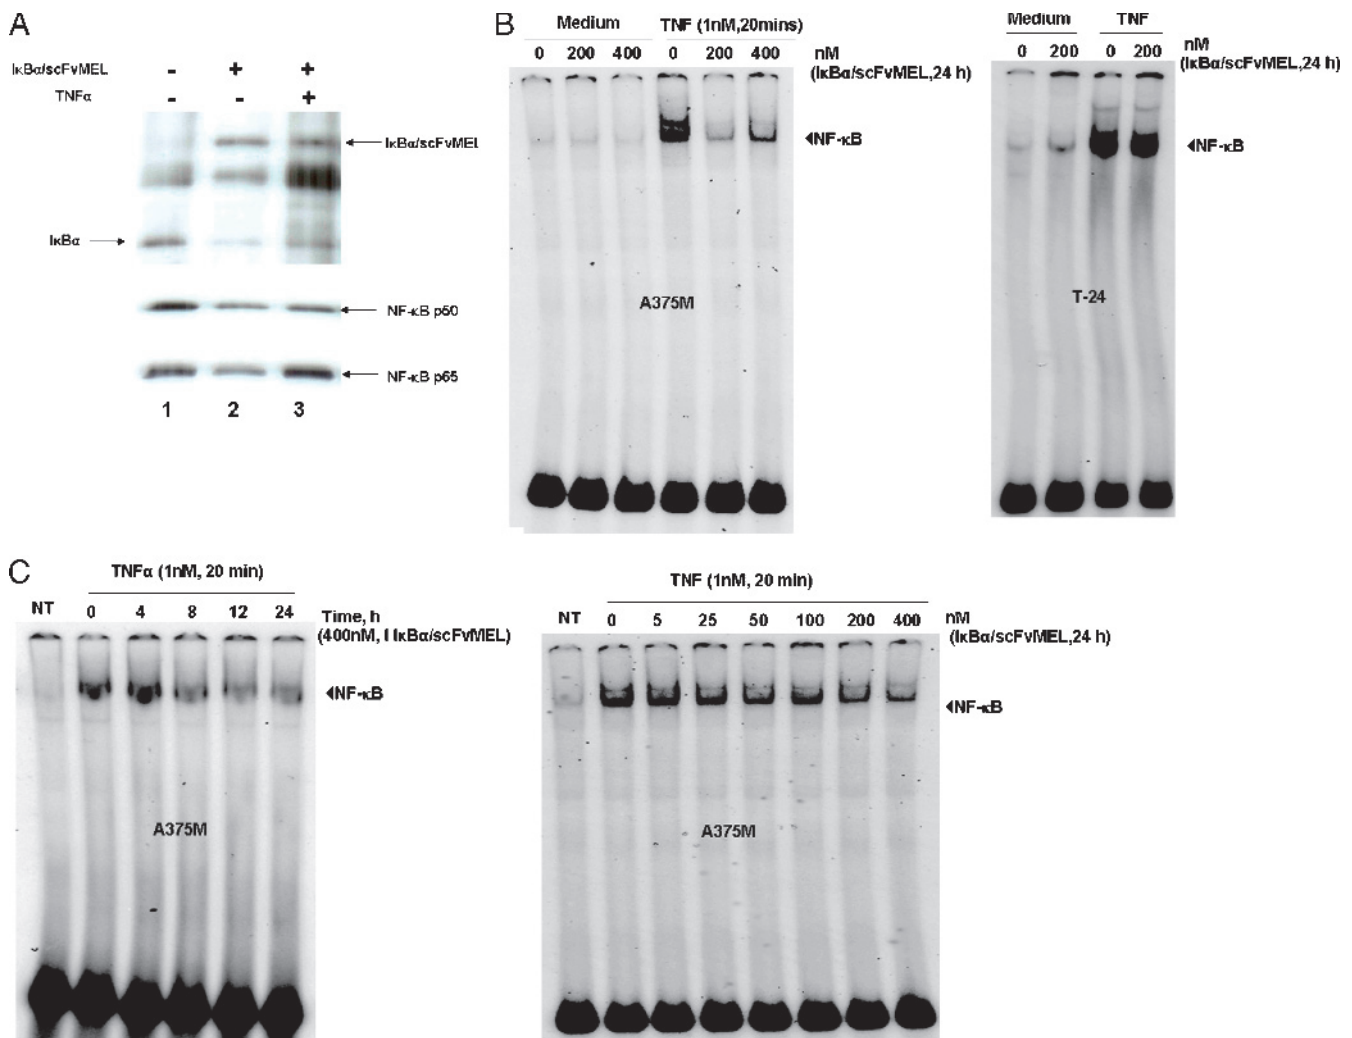 A
IκBα/scFvMEL - + +
TNFα - - +
IκBα/scFvMEL
IκBα
NF-κB p50
NF-κB p65
1 2 3
B
Medium TNF (1nM,20mins)
0 200 400 0 200 400 nM
(IκBα/scFvMEL,24 h)
NF-κB
A375M
Medium TNF
0 200 0 200 nM
(IκBα/scFvMEL,24 h)
NF-κB
T-24
C
TNFα (1nM, 20 min)
NT 0 4 8 12 24 Time, h
(400nM, I IκBα/scFvMEL)
NF-κB
A375M
TNF (1nM, 20 min)
NT 0 5 25 50 100 200 400 nM
(IκBα/scFvMEL,24 h)
NF-κB
A375M